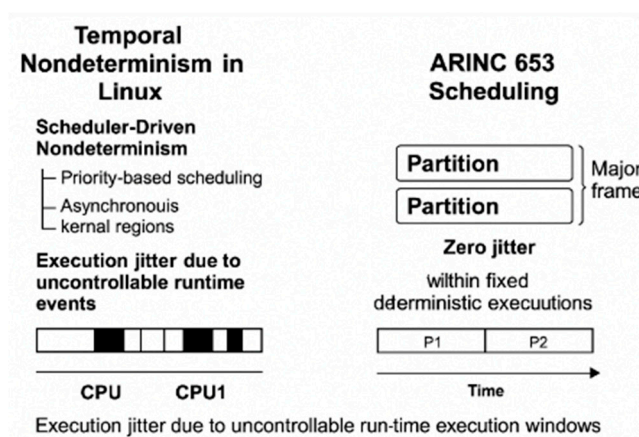 Temporal
Nondeterminism in
Linux
Scheduler-Driven
Nondeterminism
Priority-based scheduling
Asynchronouis
kernal regions
Execution jitter due to
uncontrollable runtime
events
CPU
CPU1
ARINC 653
Scheduling
Partition
Partition
Major
frame
Zero jitter
wilthin fixed
dderministic execuutions
P1
P2
Time
Execution jitter due to uncontrollable run-time execution windows